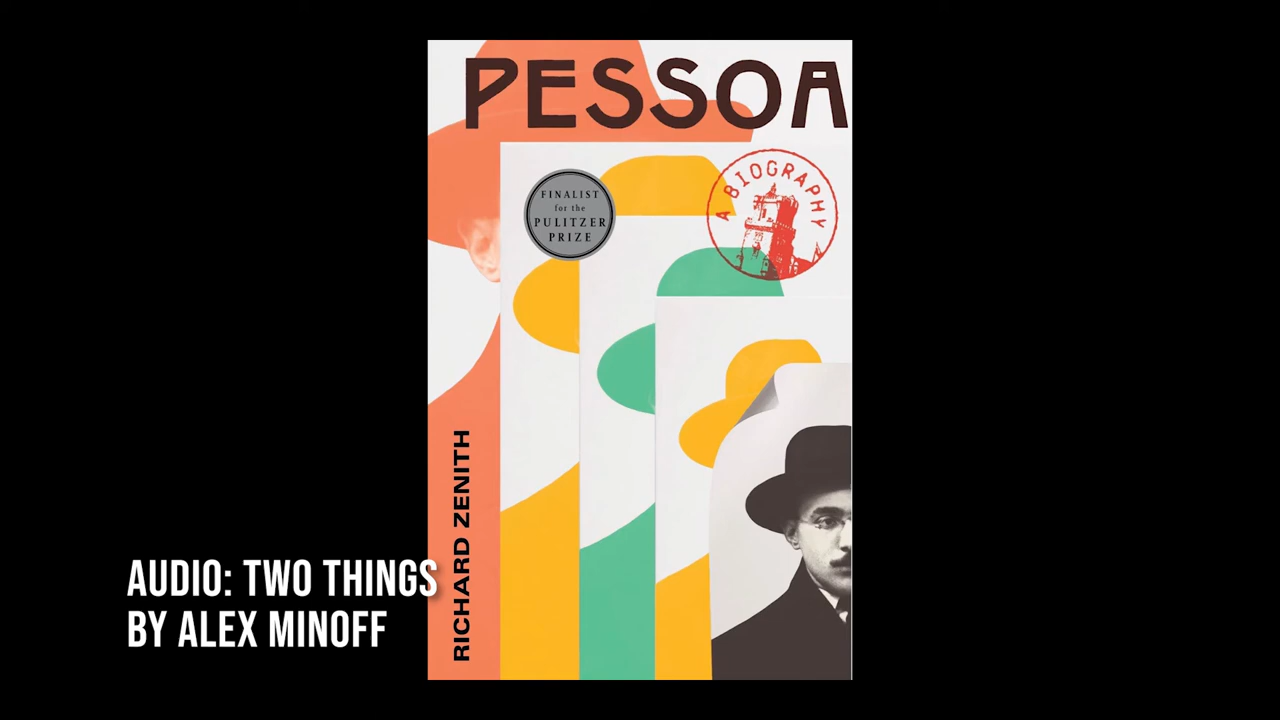 PESSOA
A BIOGRAPHY
FINALIST
for the
PULITZER
PRIZE
RICHARD ZENITH
AUDIO: TWO THINGS
BY ALEX MINOFF